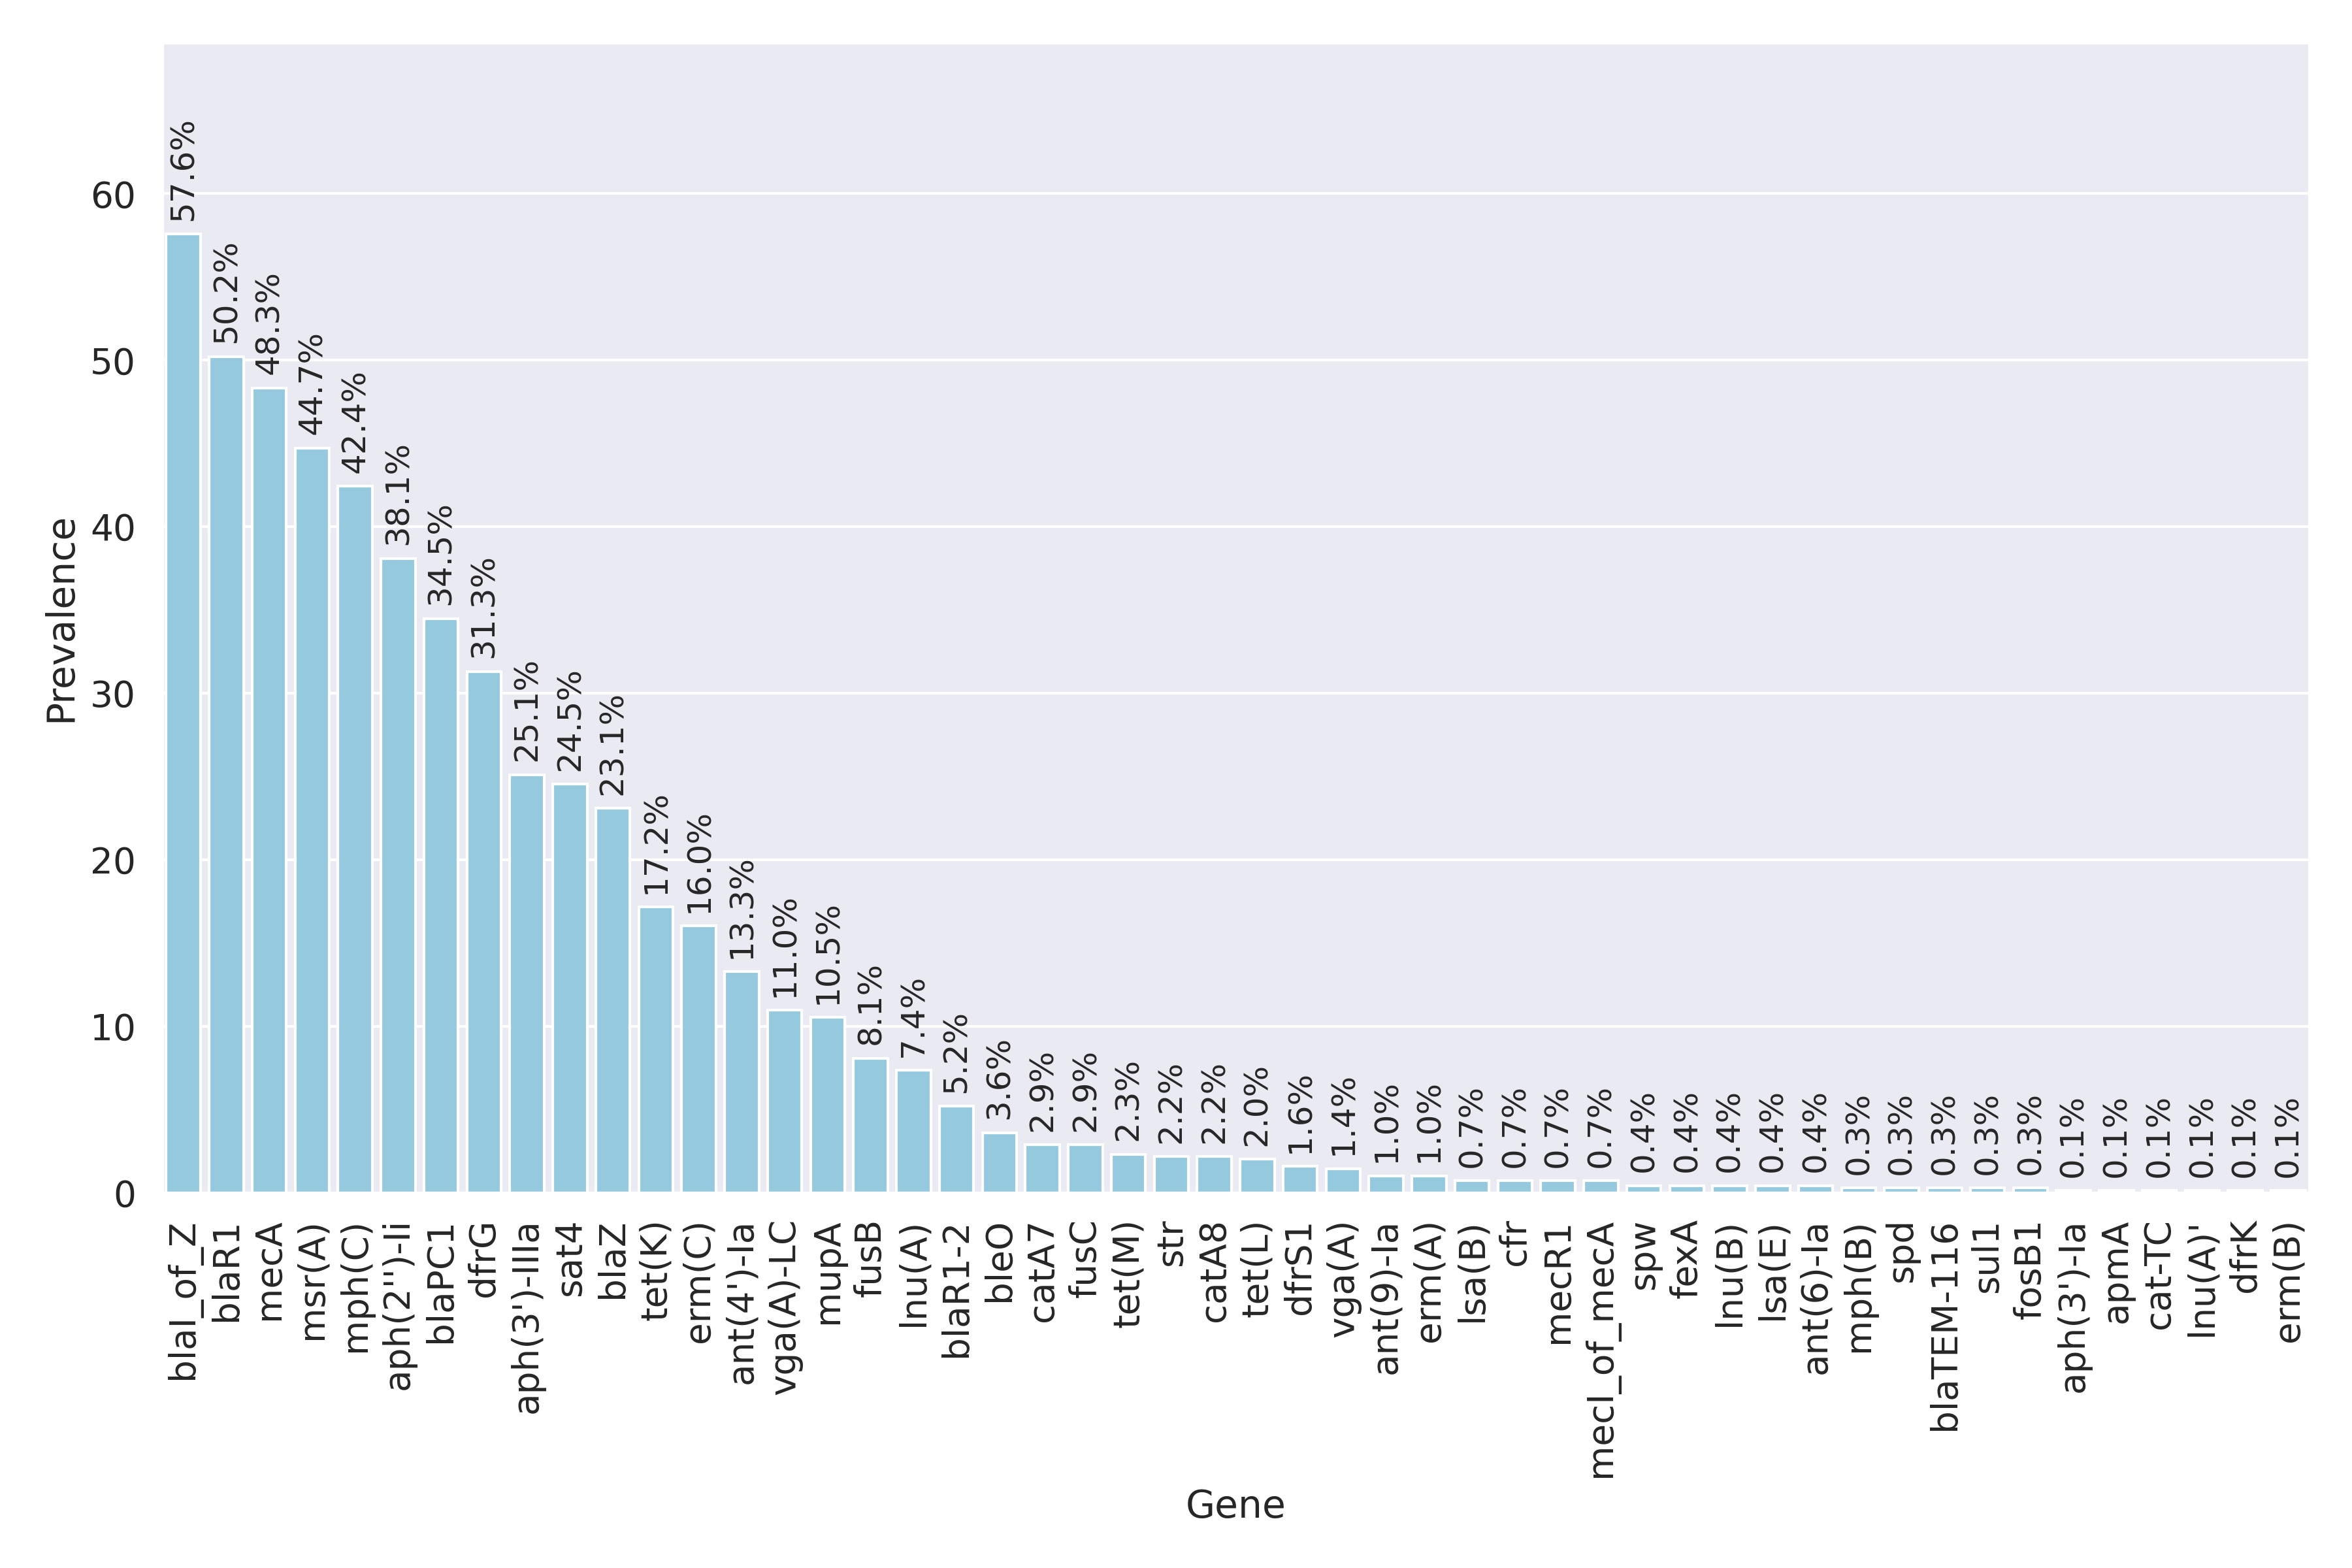 57.6%
50.2%
48.3%
44.7%
42.4%
38.1%
34.5%
31.3%
25.1%
24.5%
23.1%
17.2%
16.0%
13.3%
11.0%
10.5%
8.1%
7.4%
5.2%
3.6%
2.9%
2.9%
2.3%
2.2%
2.2%
2.0%
1.6%
1.4%
1.0%
1.0%
0.7%
0.7%
0.7%
0.7%
0.4%
0.4%
0.4%
0.4%
0.4%
0.3%
0.3%
0.3%
0.3%
0.3%
0.1%
0.1%
0.1%
0.1%
0.1%
0.1%
60
50
40
30
20
10
0
Prevalence
blaI_of_Z
blaR1
mecA
msr(A)
mph(C)
aph(2")-Ii
blaPC1
dfrG
aph(3')-IIIa
sat4
blaZ
tet(K)
erm(C)
ant(4')-Ia
vga(A)-LC
mupA
fusB
lnu(A)
blaR1-2
bleO
catA7
fusC
tet(M)
str
catA8
tet(L)
dfrS1
vga(A)
ant(9)-Ia
erm(A)
lsa(B)
cfr
mecR1
mecI_of_mecA
spw
fexA
lnu(B)
lsa(E)
ant(6)-Ia
mph(B)
spd
blaTEM-116
sul1
fosB1
aph(3')-Ia
apmA
cat-TC
lnu(A)'
dfrK
erm(B)
Gene